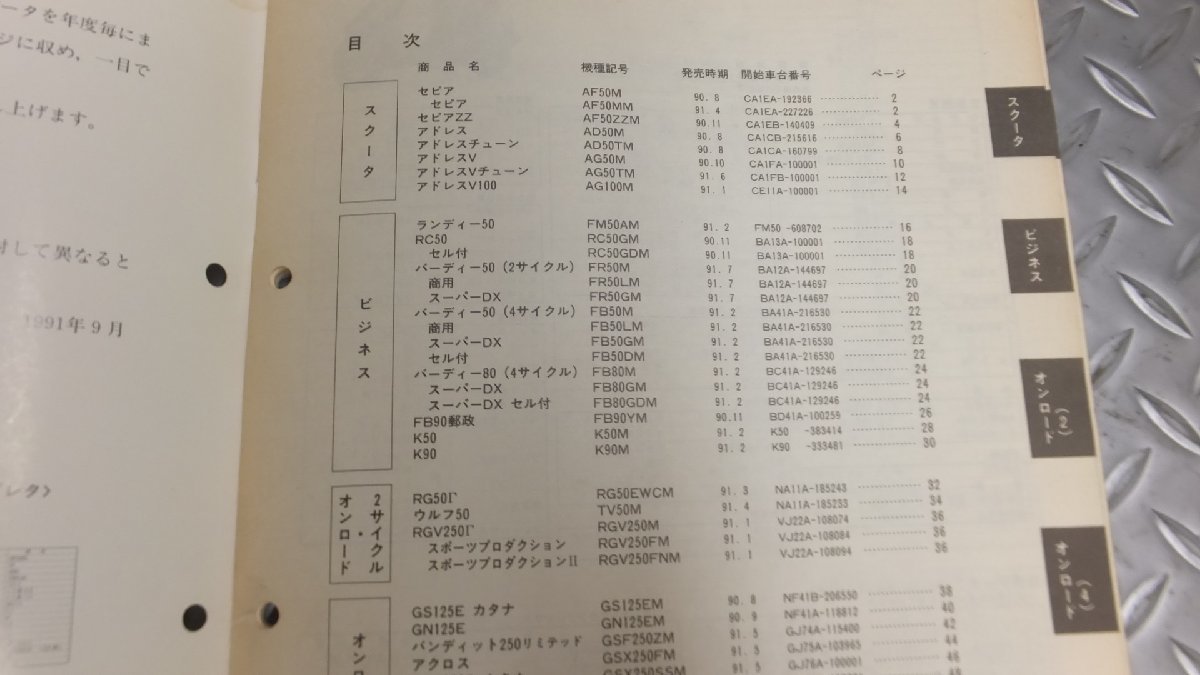 ータを年度毎にま
ジに収め、一目で
上げます。
対して異なると
1991年9月
レタ〉
目 次
商品名 機種記号 発売時期 開始車台番号 ページ
スクータ
セピア AF50M 90. 8 CA1EA-192366 2
セピア AF50MM 91. 4 CA1EA-227226 2
セピアZZ AF50ZZM 90.11 CA1EB-140409 4
アドレス AD50M 90. 8 CA1CB-215616 6
アドレスチューン AD50TM 90. 8 CA1CA-160799 8
アドレスV AG50M 90.10 CA1FA-100001 10
アドレスVチューン AG50TM 91. 6 CA1FB-100001 12
アドレスV100 AG100M 91. 1 CE11A-100001 14
ビジネス
ランディー50 FM50AM 91. 2 FM50 -608702 16
RC50 RC50GM 90.11 BA13A-100001 18
セル付 RC50GDM 90.11 BA13A-100001 18
バーディー50（2サイクル） FR50M 91. 7 BA12A-144697 20
商用 FR50LM 91. 7 BA12A-144697 20
スーパーDX FR50GM 91. 7 BA12A-144697 20
バーディー50（4サイクル） FB50M 91. 2 BA41A-216530 22
商用 FB50LM 91. 2 BA41A-216530 22
スーパーDX FB50GM 91. 2 BA41A-216530 22
セル付 FB50DM 91. 2 BA41A-216530 22
バーディー80（4サイクル） FB80M 91. 2 BC41A-129246 24
スーパーDX FB80GM 91. 2 BC41A-129246 24
スーパーDX セル付 FB80GDM 91. 2 BC41A-129246 24
FB90郵政 FB90YM 90.11 BD41A-100259 26
K50 K50M 91. 2 K50 -383414 28
K90 K90M 91. 2 K90 -333481 30
2サイクル・オンロード
RG50Γ RG50EWCM 91. 3 NA11A-185243 32
ウルフ50 TV50M 91. 4 NA11A-185233 34
RGV250Γ RGV250M 91. 1 VJ22A-108074 36
スポーツプロダクション RGV250FM 91. 1 VJ22A-108084 36
スポーツプロダクションII RGV250FNM 91. 1 VJ22A-108094 36
オンロ
GS125E カタナ GS125EM 90. 8 NF41B-206550 38
GN125E GN125EM 90. 9 NF41A-118812 40
バンディット250リミテッド GSF250ZM 91. 5 GJ74A-115400 42
アクロス GSX250FM 91. 3 GJ75A-103965 44
GSX250SSM 91. 5 GJ76A-100001 46
スクータ
ビジネス
オンロード（2）
オンロード（4）